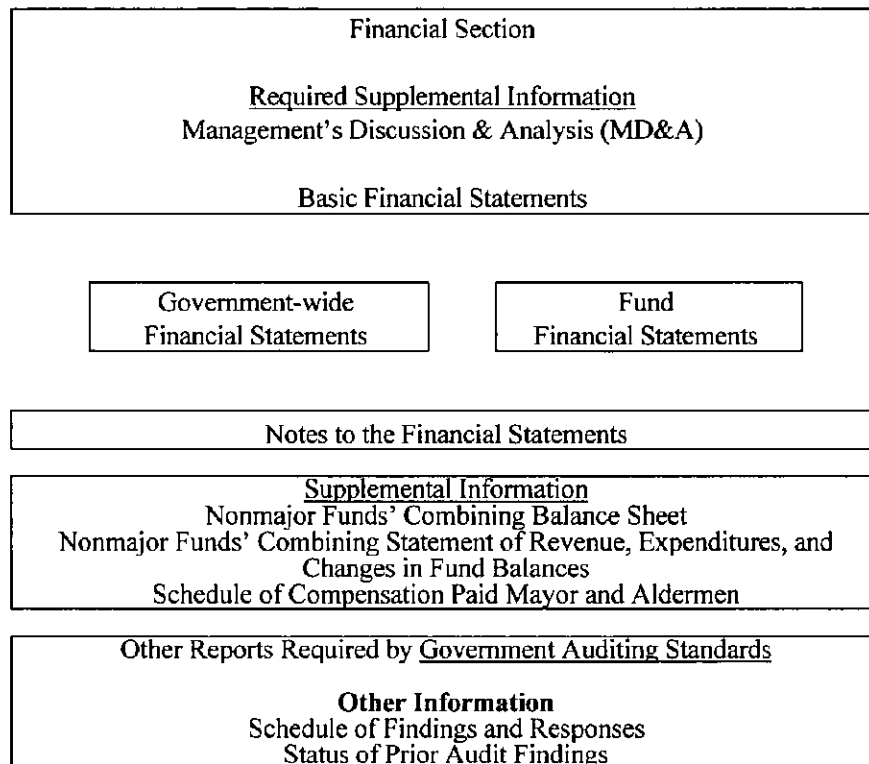 Financial Section
Required Supplemental Information
Management's Discussion & Analysis (MD&A)
Basic Financial Statements
Government-wide
Financial Statements
Fund
Financial Statements
Notes to the Financial Statements
Supplemental Information
Nonmajor Funds' Combining Balance Sheet
Nonmajor Funds' Combining Statement of Revenue, Expenditures, and
Changes in Fund Balances
Schedule of Compensation Paid Mayor and Aldermen
Other Reports Required by Government Auditing Standards
Other Information
Schedule of Findings and Responses
Status of Prior Audit Findings